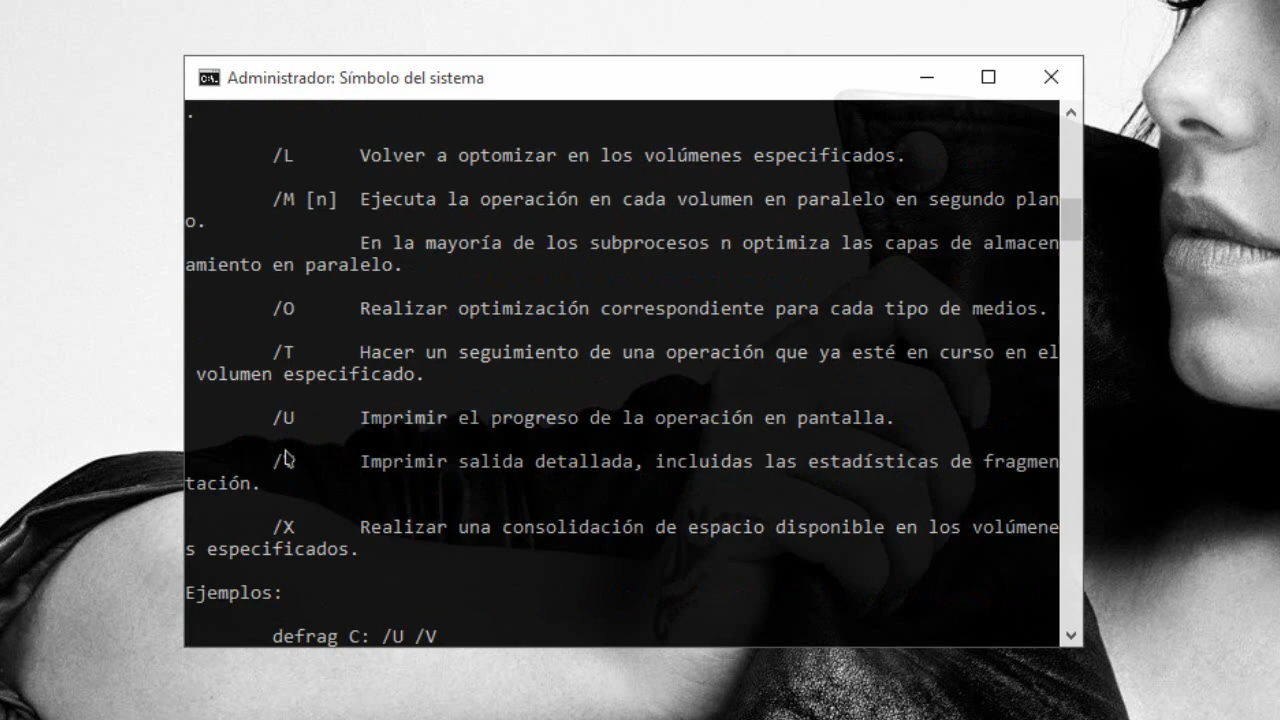 Administrador: Símbolo del sistema
.
/L Volver a optomizar en los volúmenes especificados.
/M [n] Ejecuta la operación en cada volumen en paralelo en segundo plan
o.
En la mayoría de los subprocesos n optimiza las capas de almacen
amiento en paralelo.
/O Realizar optimización correspondiente para cada tipo de medios.
/T Hacer un seguimiento de una operación que ya esté en curso en el
volumen especificado.
/U Imprimir el progreso de la operación en pantalla.
Imprimir salida detallada, incluidas las estadísticas de fragmen
tación.
/X Realizar una consolidación de espacio disponible en los volúmene
s especificados.
Ejemplos:
defrag C: /U /V